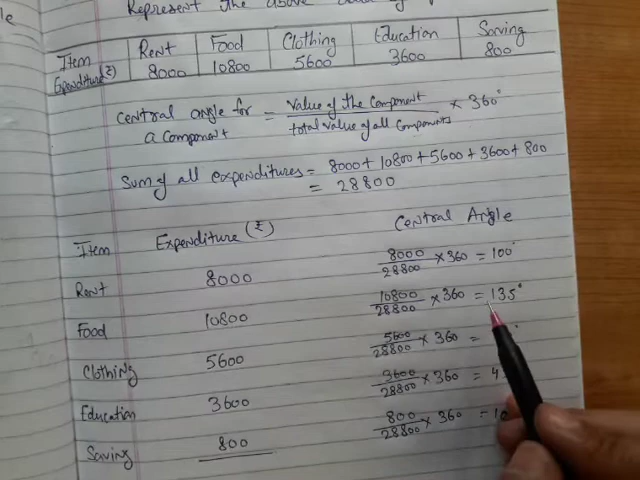 Represent the above data
Item Rent Food Clothing Education Saving
Expenditure(₹) 8000 10800 5600 3600 800
Central angle for a component = value of the component / total value of all components × 360°
Sum of all expenditures = 8000 + 10800 + 5600 + 3600 + 800
= 28800
Item Expenditure (₹) Central Angle
Rent 8000 8000/28800 × 360 = 100°
Food 10800 10800/28800 × 360 = 135°
Clothing 5600 5600/28800 × 360 =
Education 3600 3600/28800 × 360 = 4
Saving 800 800/28800 × 360 = 10